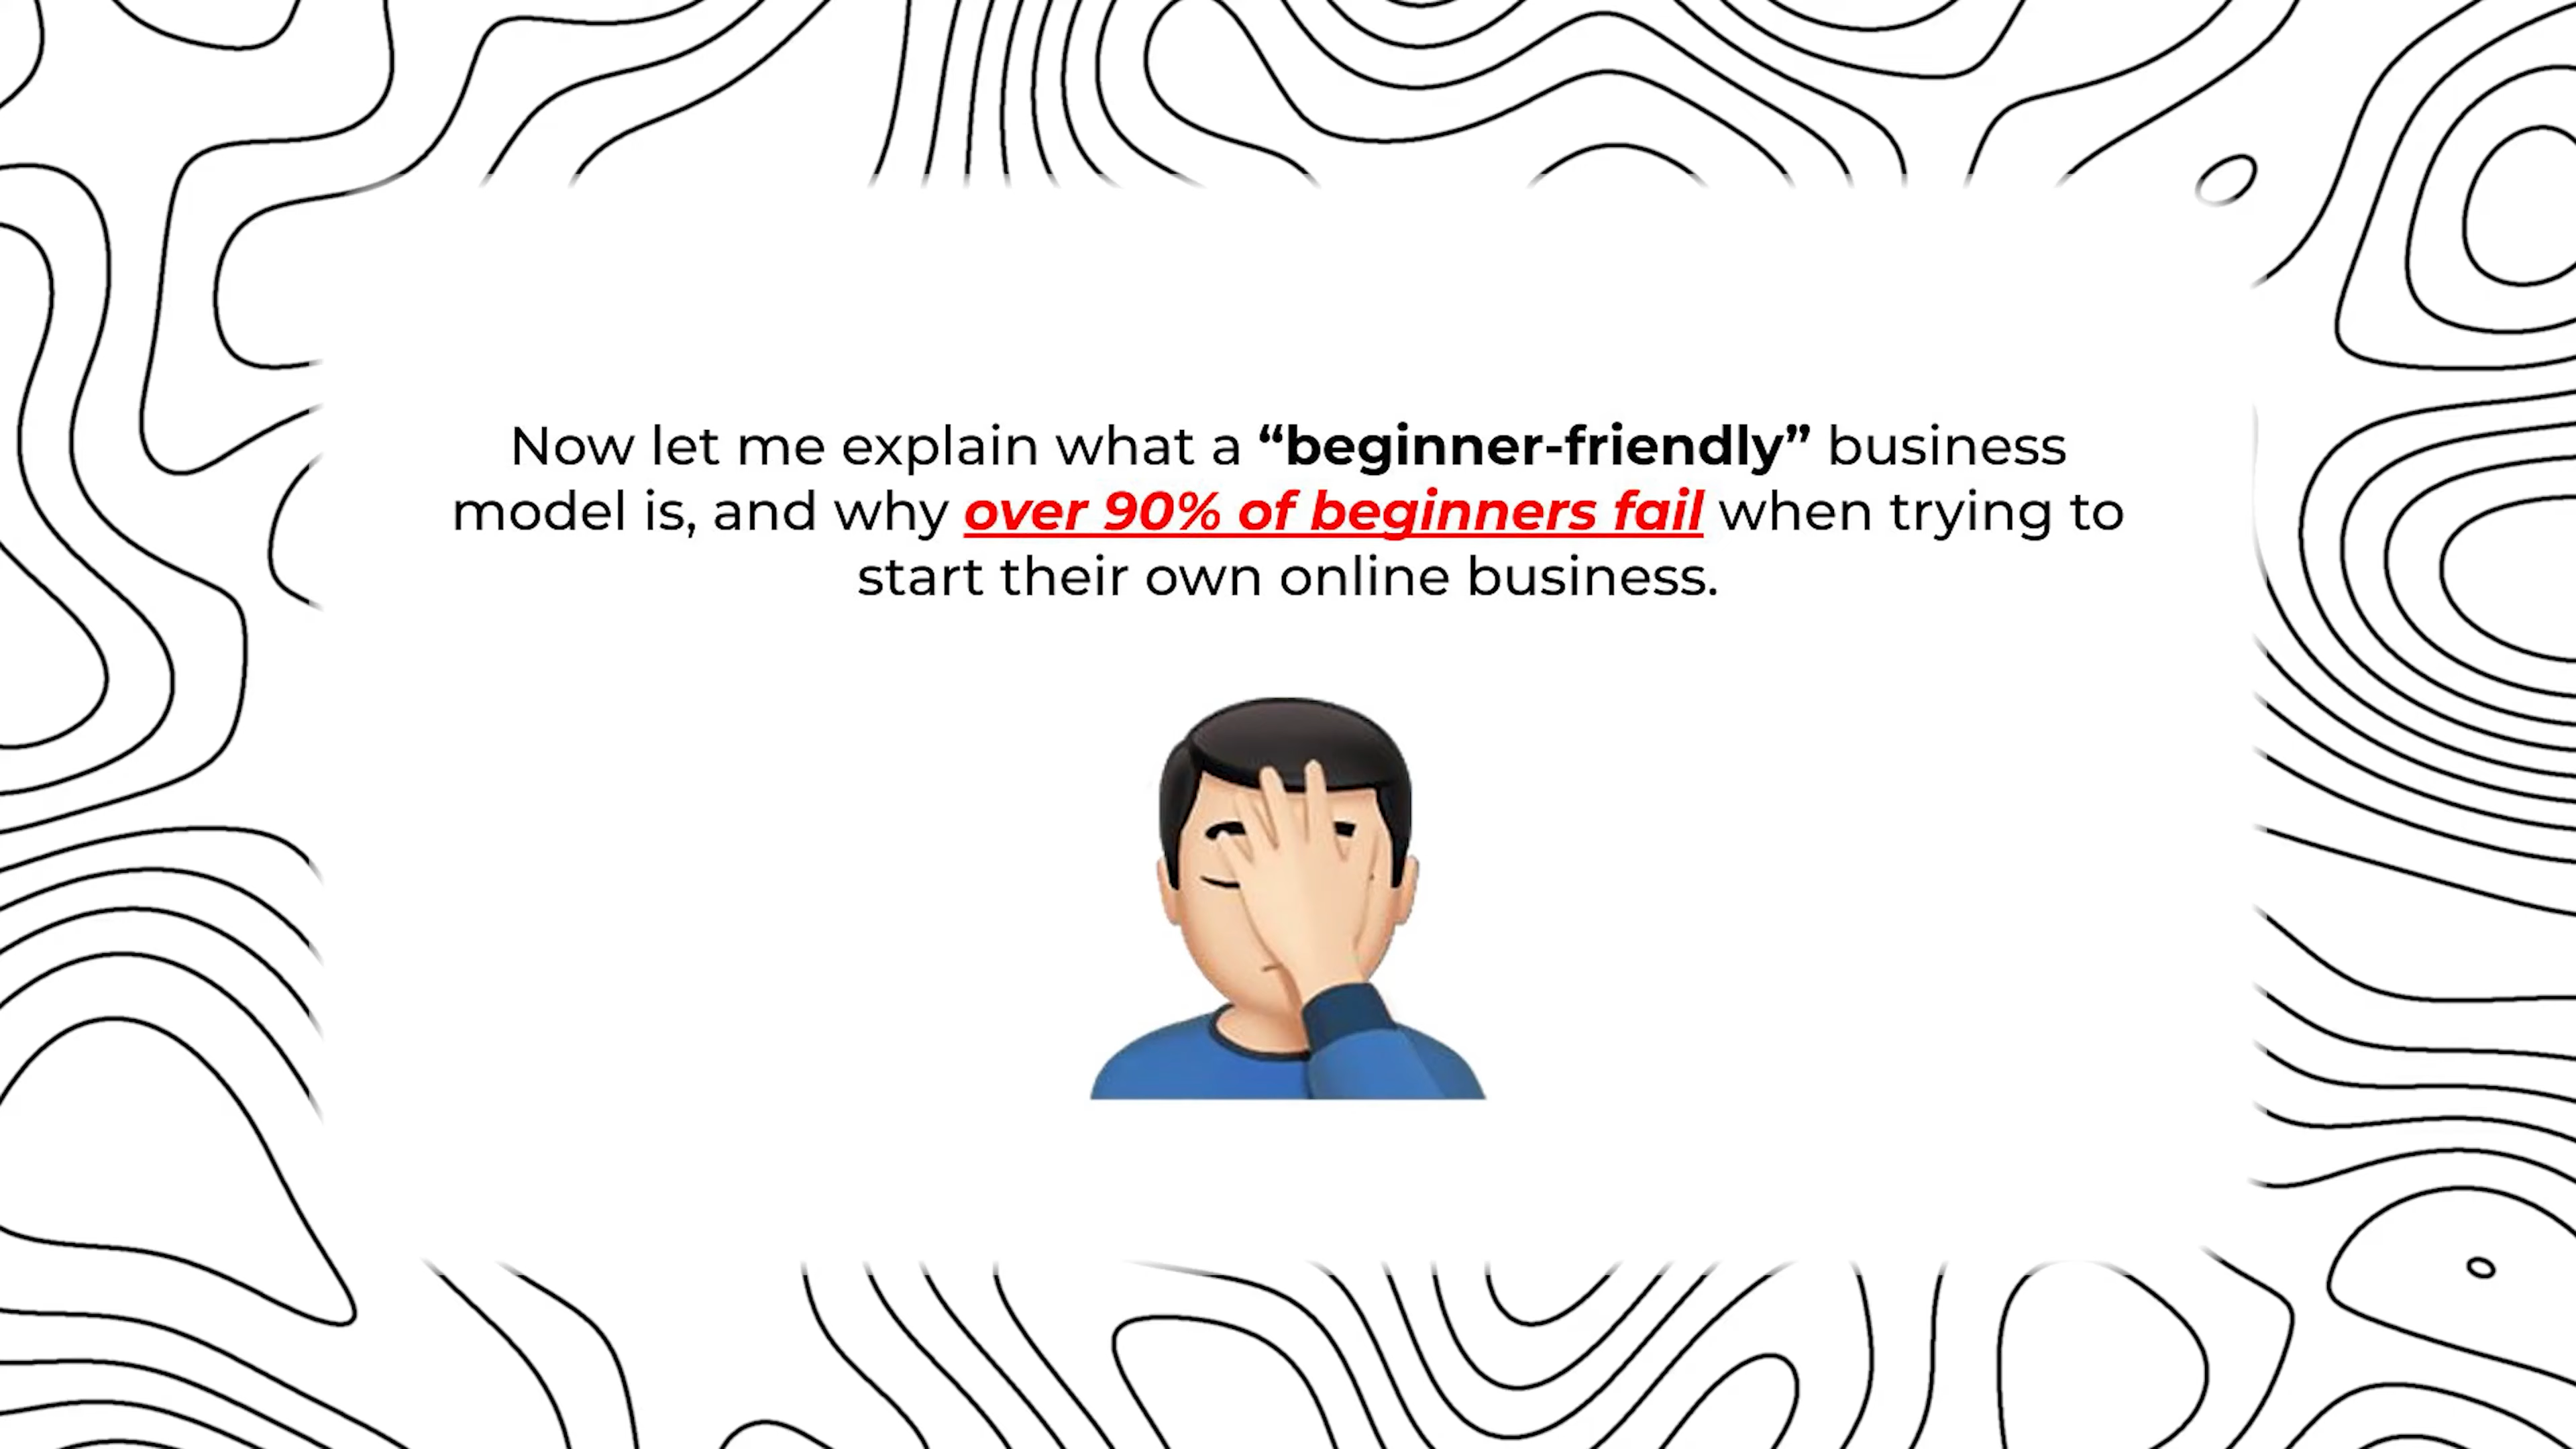 Now let me explain what a “beginner-friendly” business
model is, and why over 90% of beginners fail when trying to
start their own online business.